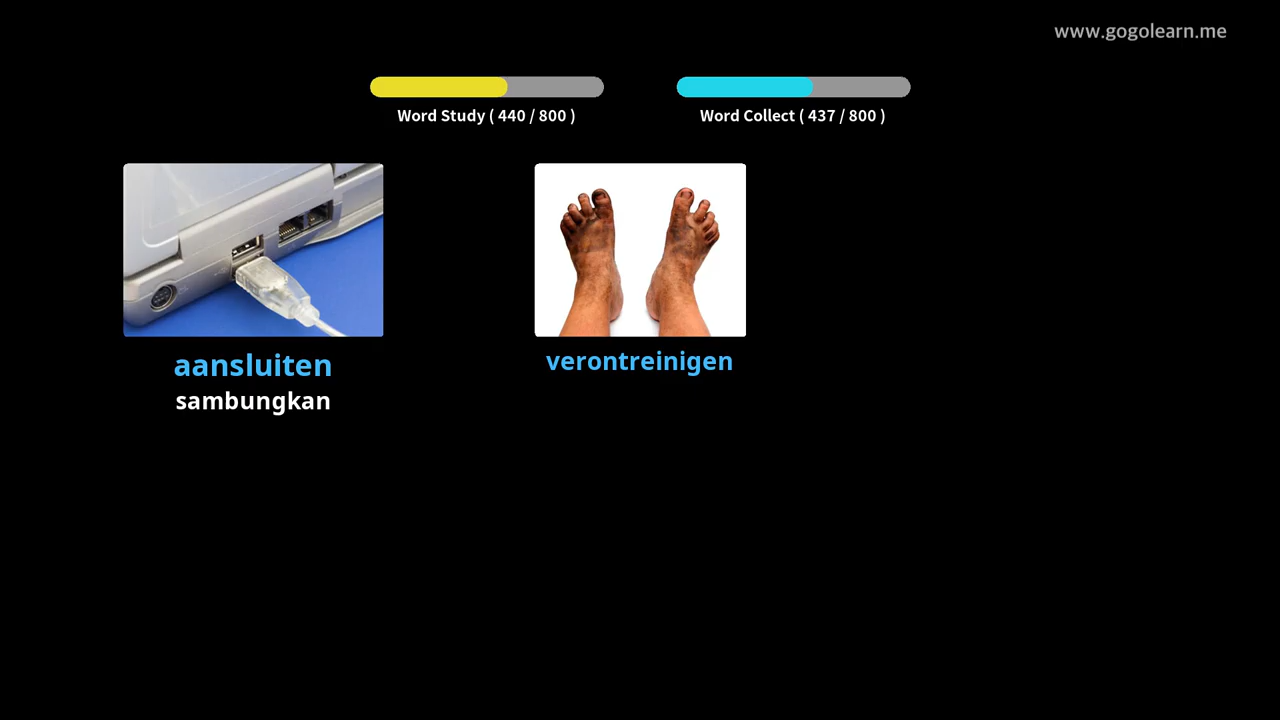 www.gogolearn.me
Word Study ( 440 / 800 )
Word Collect ( 437 / 800 )
aansluiten
sambungkan
verontreinigen